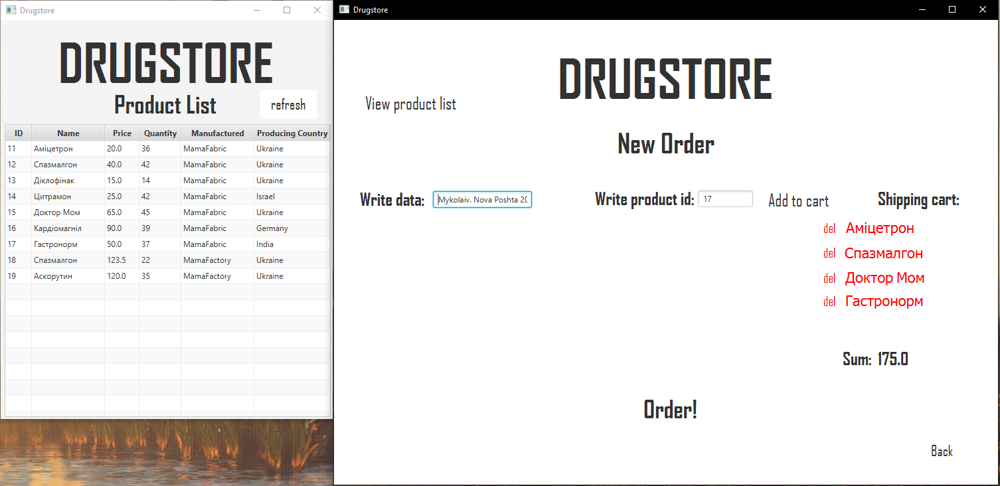 Drugstore
DRUGSTORE
Product List
refresh
ID Name Price Quantity Manufactured Producing Country
11 Аміцетрон 20.0 36 MamaFabric Ukraine
12 Спазмалгон 40.0 42 MamaFabric Ukraine
13 Діклофінак 15.0 14 MamaFabric Ukraine
14 Цитрамон 25.0 42 MamaFabric Israel
15 Доктор Мом 65.0 45 MamaFabric Ukraine
16 Кардіомагніл 90.0 39 MamaFabric Germany
17 Гастронорм 50.0 37 MamaFabric India
18 Спазмалгон 123.5 22 MamaFactory Ukraine
19 Аскорутин 120.0 35 MamaFactory Ukraine
Drugstore
DRUGSTORE
View product list
New Order
Write data: Mykolaiv. Nova Poshta 20 Write product id: 17 Add to cart Shipping cart:
del Аміцетрон
del Спазмалгон
del Доктор Мом
del Гастронорм
Sum: 175.0
Order!
Back